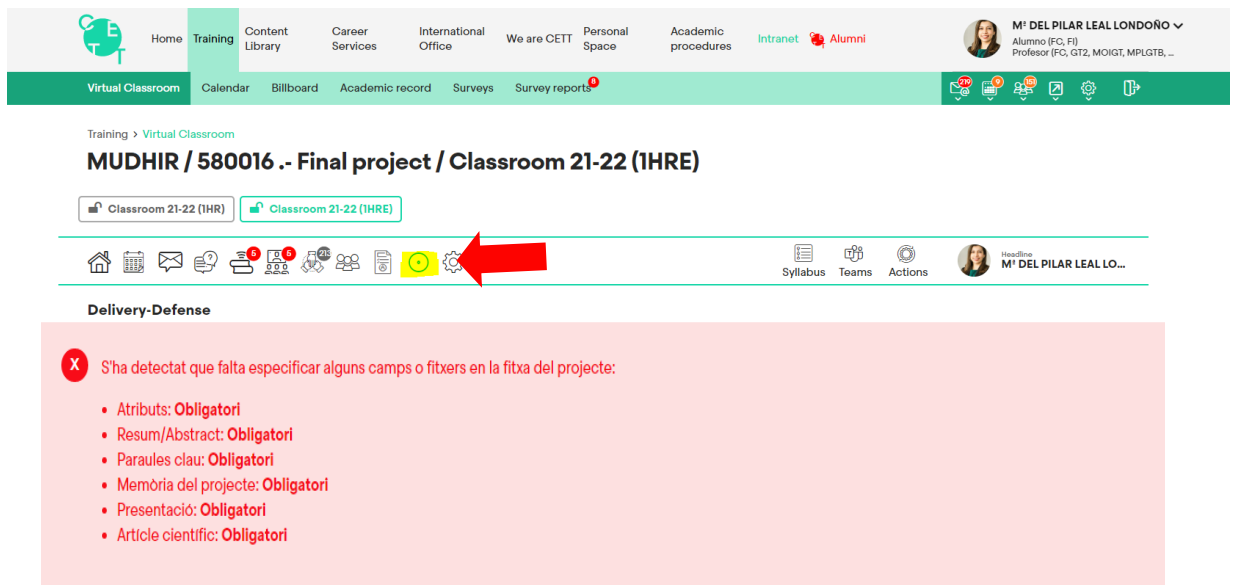 C E T T
Home Training Content Library Career Services International Office We are CETT Personal Space Academic procedures Intranet Alumni
Mª DEL PILAR LEAL LONDOÑO
Alumno (FC, FI)
Profesor (FC, GT2, MOIGT, MPLGTB, ...
Virtual Classroom Calendar Billboard Academic record Surveys Survey reports 8 219 9 151
Training > Virtual Classroom
MUDHIR / 580016 .- Final project / Classroom 21-22 (1HRE)
Classroom 21-22 (1HR) Classroom 21-22 (1HRE)
5 5 213
Syllabus Teams Actions
Headline
Mª DEL PILAR LEAL LO...
Delivery-Defense
X S'ha detectat que falta especificar alguns camps o fitxers en la fitxa del projecte:
• Atributs: Obligatori
• Resum/Abstract: Obligatori
• Paraules clau: Obligatori
• Memòria del projecte: Obligatori
• Presentació: Obligatori
• Article científic: Obligatori